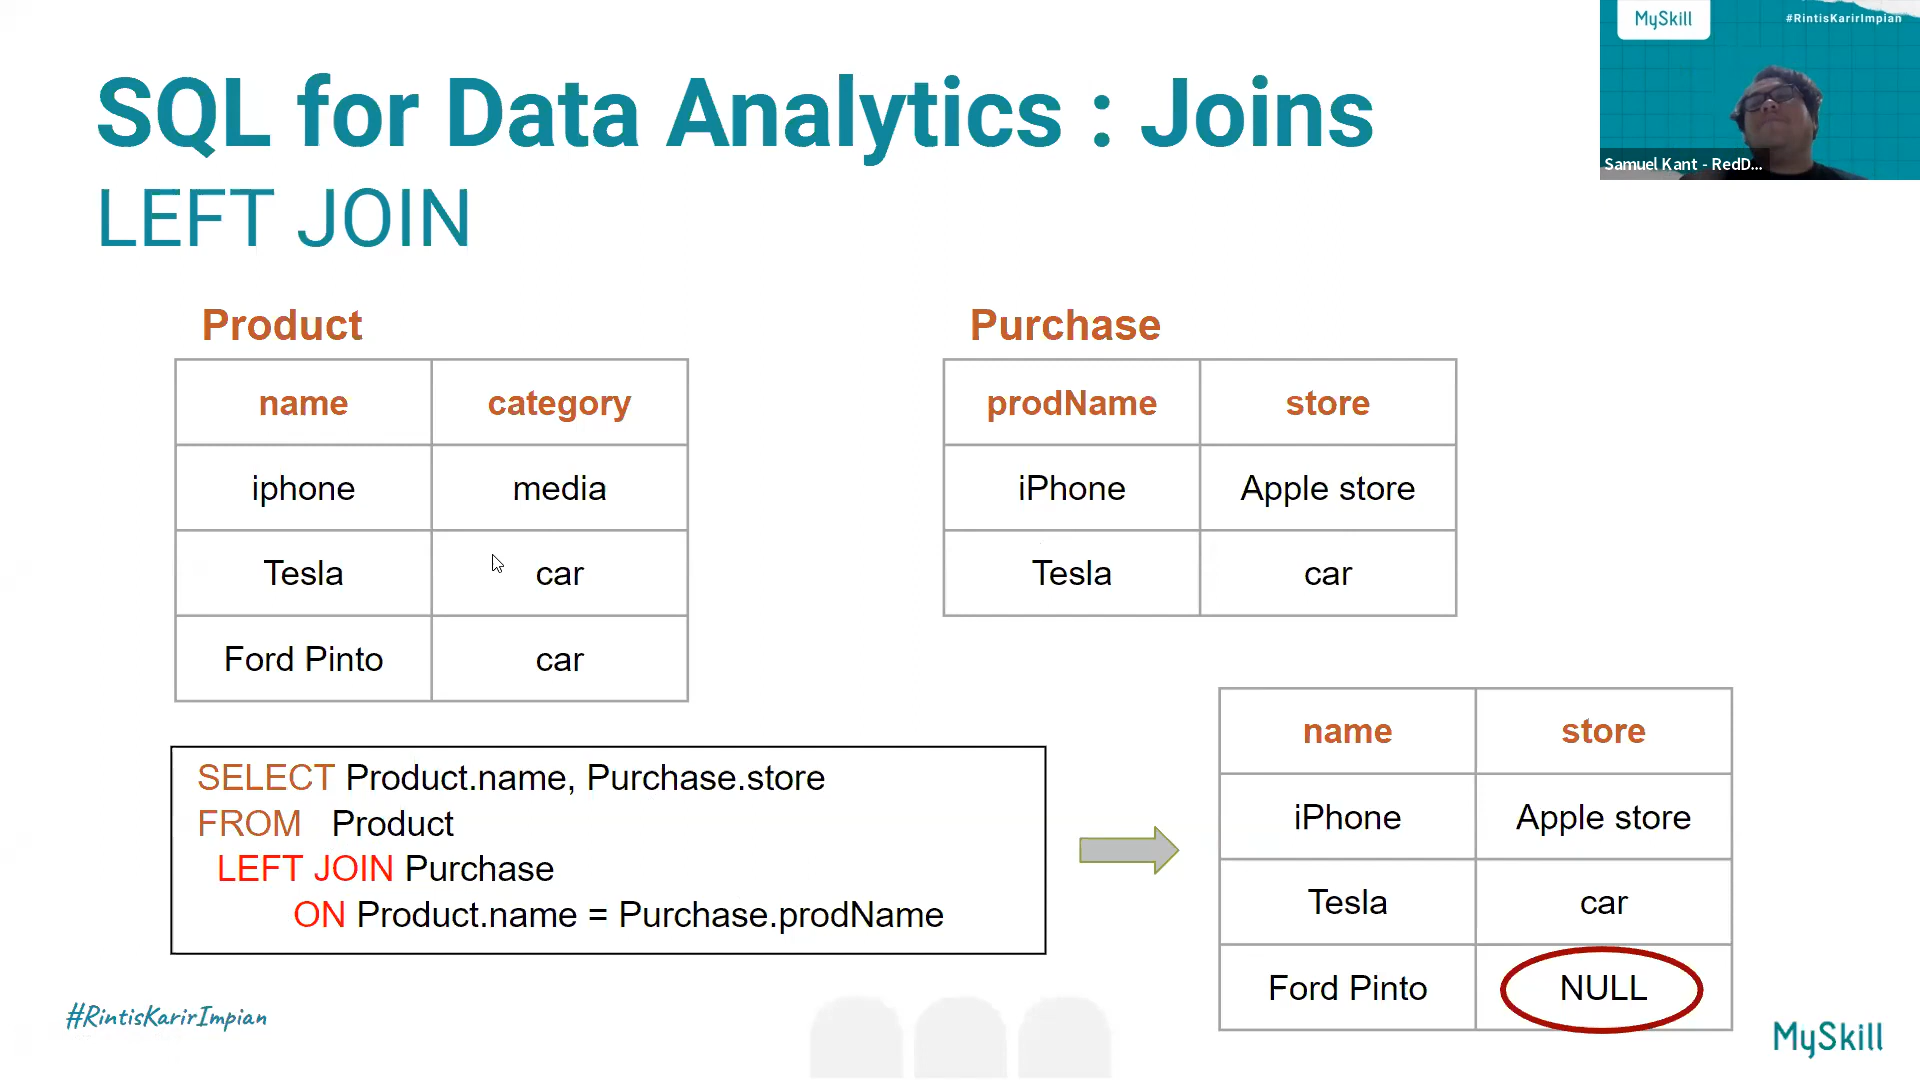 MySkill
#RintisKarirImpian
Samuel Kant - RedD...
SQL for Data Analytics : Joins
LEFT JOIN
Product
name category
iphone media
Tesla car
Ford Pinto car
Purchase
prodName store
iPhone Apple store
Tesla car
SELECT Product.name, Purchase.store
FROM Product
LEFT JOIN Purchase
ON Product.name = Purchase.prodName
name store
iPhone Apple store
Tesla car
Ford Pinto NULL
#RintisKarirImpian
MySkill